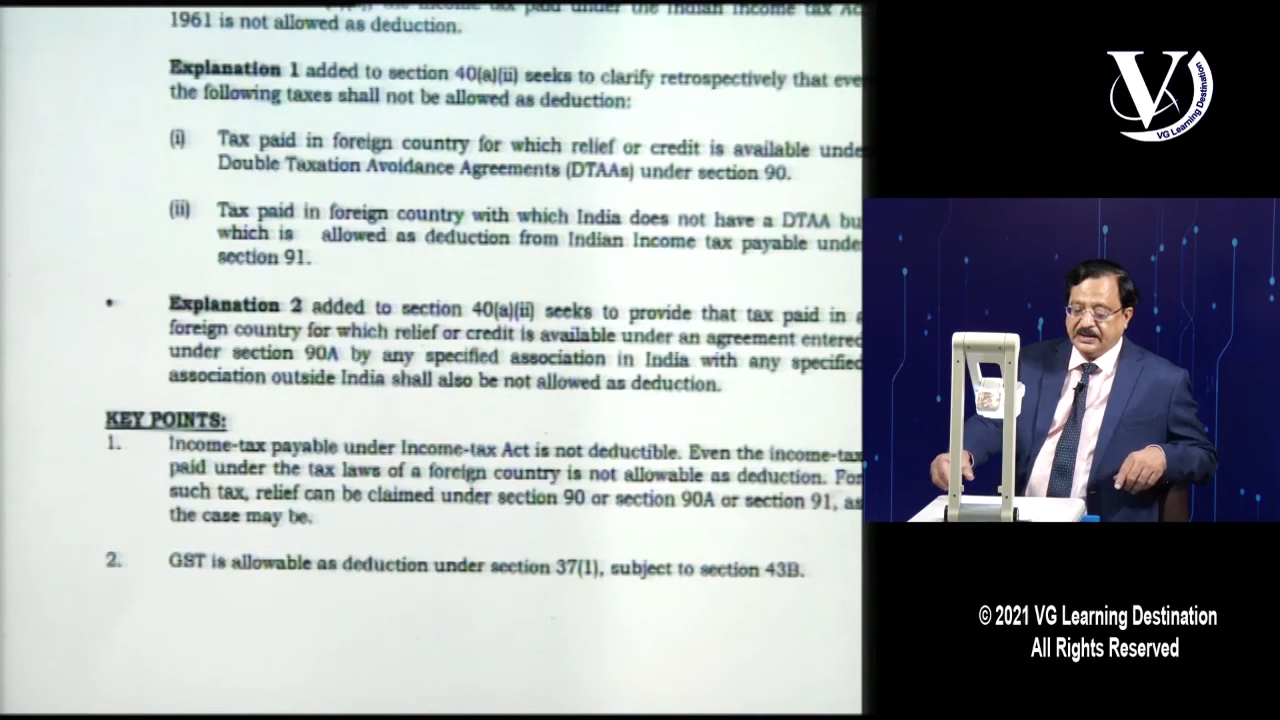 the Income tax paid under the Indian Income tax Ac
1961 is not allowed as deduction.
Explanation 1 added to section 40(a)(ii) seeks to clarify retrospectively that eve
the following taxes shall not be allowed as deduction:
(i) Tax paid in foreign country for which relief or credit is available unde
Double Taxation Avoidance Agreements (DTAAs) under section 90.
(ii) Tax paid in foreign country with which India does not have a DTAA bu
which is allowed as deduction from Indian Income tax payable unde
section 91.
• Explanation 2 added to section 40(a)(ii) seeks to provide that tax paid in a
foreign country for which relief or credit is available under an agreement entered
under section 90A by any specified association in India with any specified
association outside India shall also be not allowed as deduction.
KEY POINTS:
1. Income-tax payable under Income-tax Act is not deductible. Even the income-tax
paid under the tax laws of a foreign country is not allowable as deduction. For
such tax, relief can be claimed under section 90 or section 90A or section 91, as
the case may be.
2. GST is allowable as deduction under section 37(1), subject to section 43B.
V
VG Learning Destination
© 2021 VG Learning Destination
All Rights Reserved